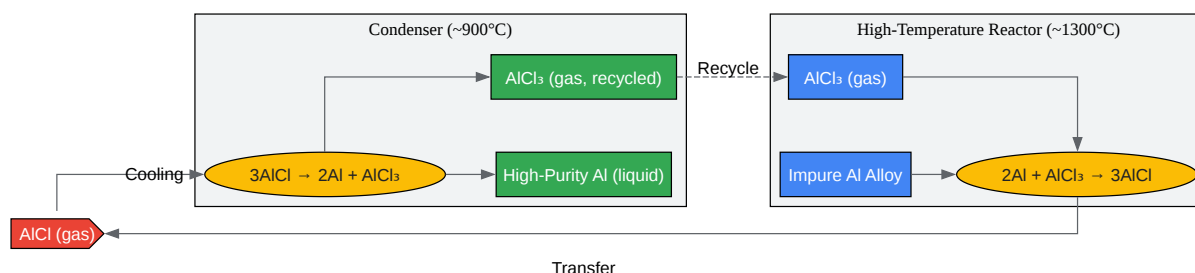 Condenser (~900°C)
High-Temperature Reactor (~1300°C)
AlCl₃ (gas, recycled)
Recycle
AlCl₃ (gas)
Cooling
3AlCl → 2Al + AlCl₃
High-Purity Al (liquid)
Impure Al Alloy
2Al + AlCl₃ → 3AlCl
AlCl (gas)
Transfer